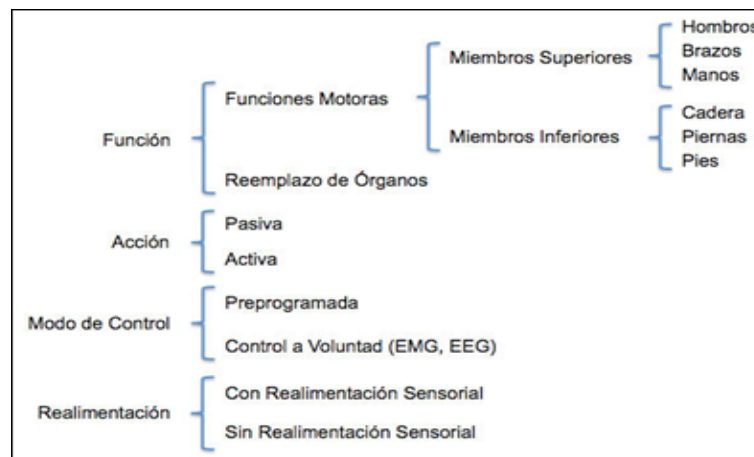 Función
Funciones Motoras
Miembros Superiores
Hombros
Brazos
Manos
Miembros Inferiores
Cadera
Piernas
Pies
Reemplazo de Órganos
Acción
Pasiva
Activa
Modo de Control
Preprogramada
Control a Voluntad (EMG, EEG)
Realimentación
Con Realimentación Sensorial
Sin Realimentación Sensorial